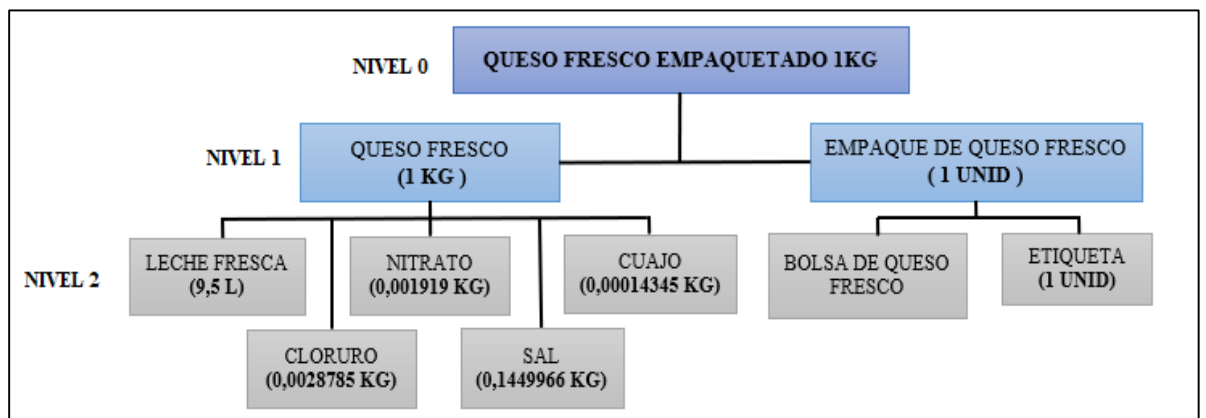 NIVEL 0
QUESO FRESCO EMPAQUETADO 1KG
NIVEL 1
QUESO FRESCO
(1 KG )
EMPAQUE DE QUESO FRESCO
( 1 UNID )
NIVEL 2
LECHE FRESCA
(9,5 L)
NITRATO
(0,001919 KG)
CUAJO
(0,00014345 KG)
BOLSA DE QUESO
FRESCO
ETIQUETA
(1 UNID)
CLORURO
(0,0028785 KG)
SAL
(0,1449966 KG)